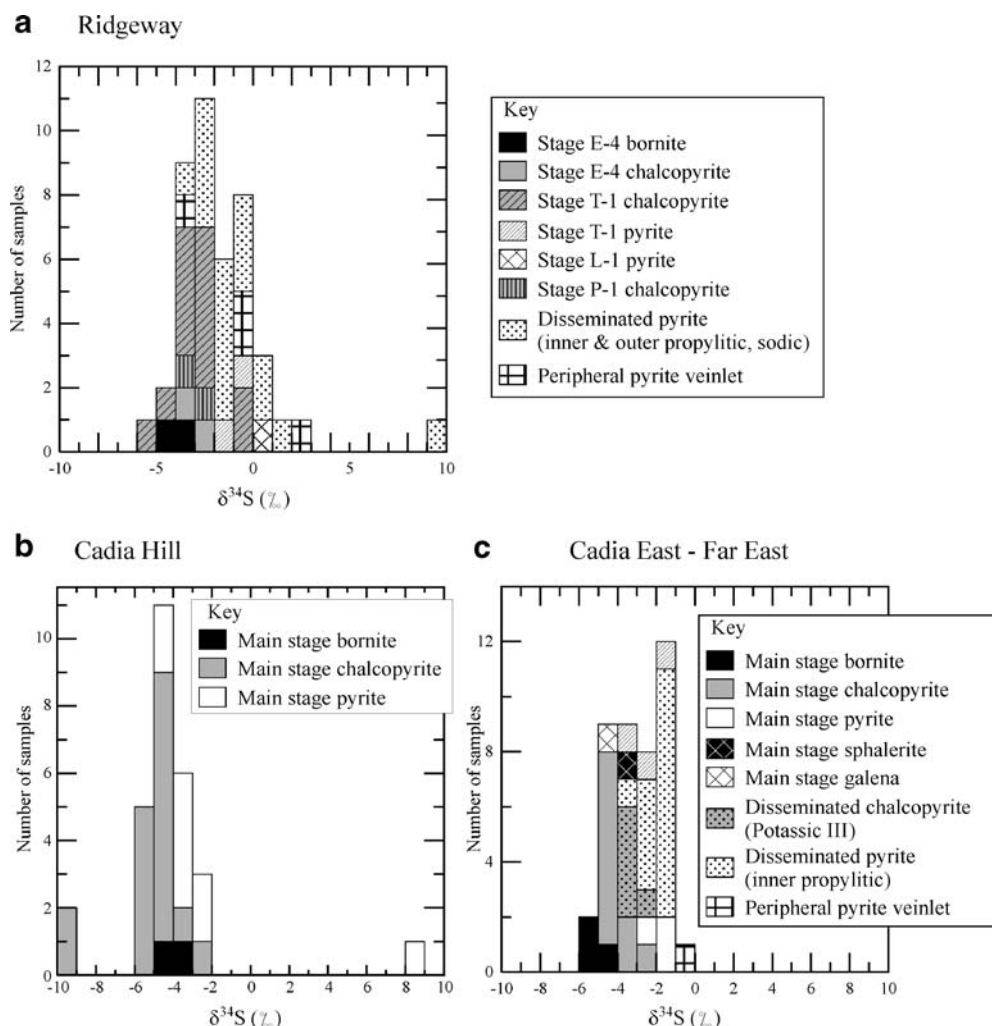 a Ridgeway
12
10
8
6
4
2
0
Number of samples
-10 -5 0 5 10
δ³⁴S (‰)
Key
Stage E-4 bornite
Stage E-4 chalcopyrite
Stage T-1 chalcopyrite
Stage T-1 pyrite
Stage L-1 pyrite
Stage P-1 chalcopyrite
Disseminated pyrite
(inner & outer propylitic, sodic)
Peripheral pyrite veinlet
b Cadia Hill
10
8
6
4
2
0
Number of samples
-10 -8 -6 -4 -2 0 2 4 6 8 10
δ³⁴S (‰)
Key
Main stage bornite
Main stage chalcopyrite
Main stage pyrite
c Cadia East - Far East
12
8
4
0
Number of samples
-10 -8 -6 -4 -2 0 2 4 6 8 10
δ³⁴S (‰)
Key
Main stage bornite
Main stage chalcopyrite
Main stage pyrite
Main stage sphalerite
Main stage galena
Disseminated chalcopyrite
(Potassic III)
Disseminated pyrite
(inner propylitic)
Peripheral pyrite veinlet